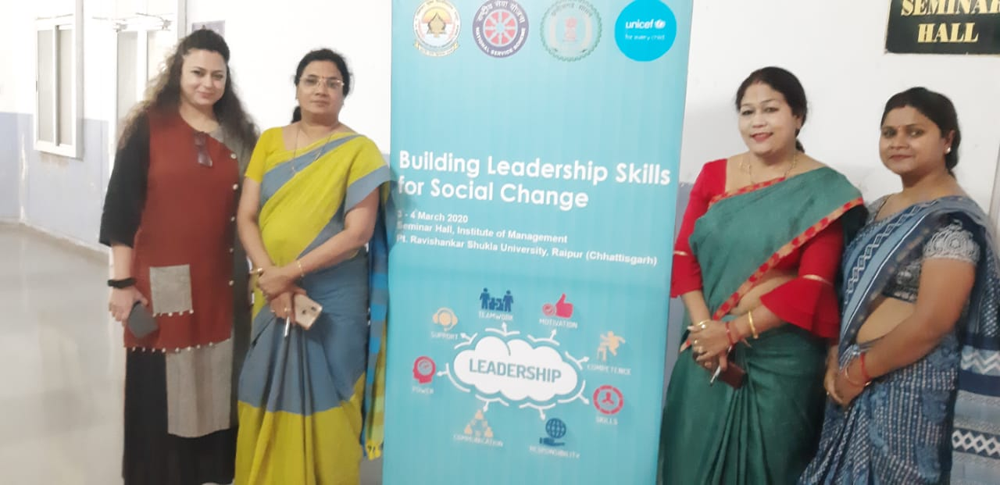 राष्ट्रीय सेवा योजना
NATIONAL SERVICE SCHEME
unicef
for every child
SEMINAR
HALL
Building Leadership Skills
for Social Change
3 - 4 March 2020
Seminar Hall, Institute of Management
Pt. Ravishankar Shukla University, Raipur (Chhattisgarh)
TEAMWORK
MOTIVATION
SUPPORT
COMPETENCE
LEADERSHIP
POWER
SKILLS
COMMUNICATION
RESPONSIBILITY